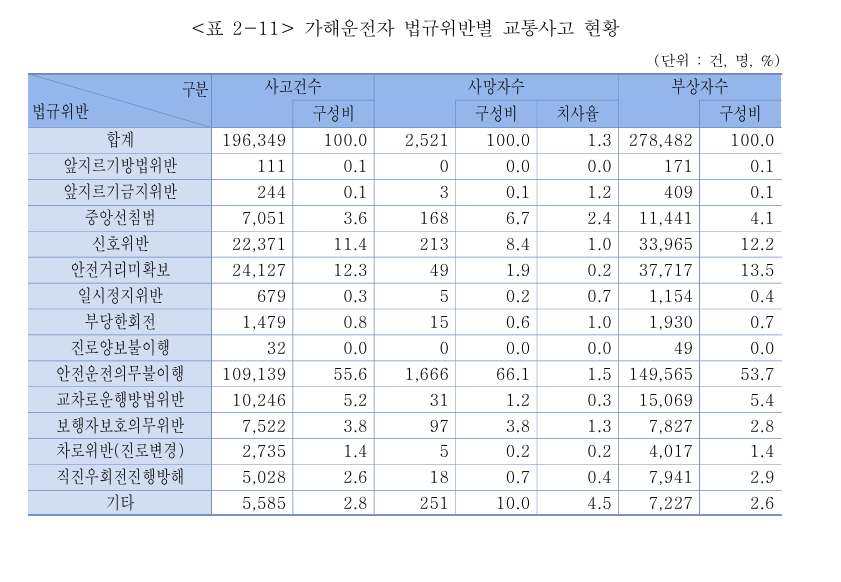 <표 2-11> 가해운전자 법규위반별 교통사고 현황
(단위 : 건, 명, %)
구분 사고건수 사망자수 부상자수
법규위반 구성비 구성비 치사율 구성비
합계 196,349 100.0 2,521 100.0 1.3 278,482 100.0
앞지르기방법위반 111 0.1 0 0.0 0.0 171 0.1
앞지르기금지위반 244 0.1 3 0.1 1.2 409 0.1
중앙선침범 7,051 3.6 168 6.7 2.4 11,441 4.1
신호위반 22,371 11.4 213 8.4 1.0 33,965 12.2
안전거리미확보 24,127 12.3 49 1.9 0.2 37,717 13.5
일시정지위반 679 0.3 5 0.2 0.7 1,154 0.4
부당한회전 1,479 0.8 15 0.6 1.0 1,930 0.7
진로양보불이행 32 0.0 0 0.0 0.0 49 0.0
안전운전의무불이행 109,139 55.6 1,666 66.1 1.5 149,565 53.7
교차로운행방법위반 10,246 5.2 31 1.2 0.3 15,069 5.4
보행자보호의무위반 7,522 3.8 97 3.8 1.3 7,827 2.8
차로위반(진로변경) 2,735 1.4 5 0.2 0.2 4,017 1.4
직진우회전진행방해 5,028 2.6 18 0.7 0.4 7,941 2.9
기타 5,585 2.8 251 10.0 4.5 7,227 2.6